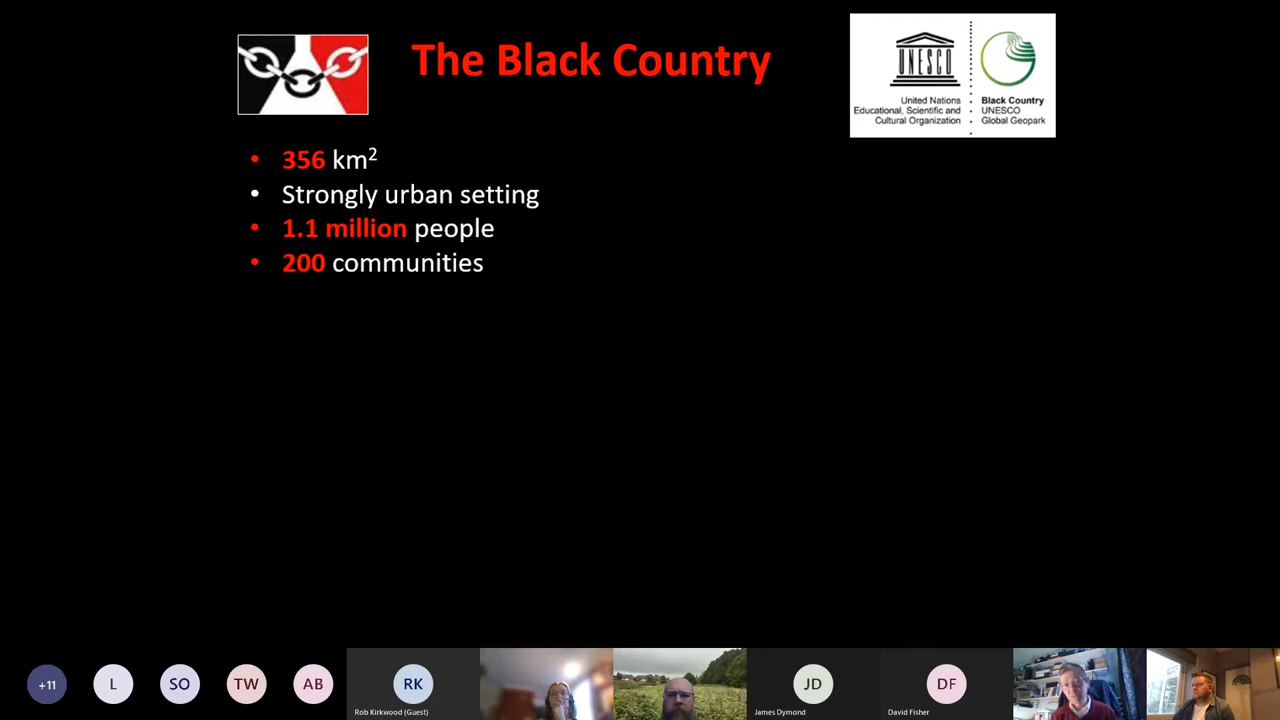 The Black Country
UNESCO
United Nations
Educational, Scientific and
Cultural Organization
Black Country
UNESCO
Global Geopark
• 356 km²
• Strongly urban setting
• 1.1 million people
• 200 communities
+11
L
SO
TW
AB
RK
Rob Kirkwood (Guest)
JD
James Dymond
DF
David Fisher